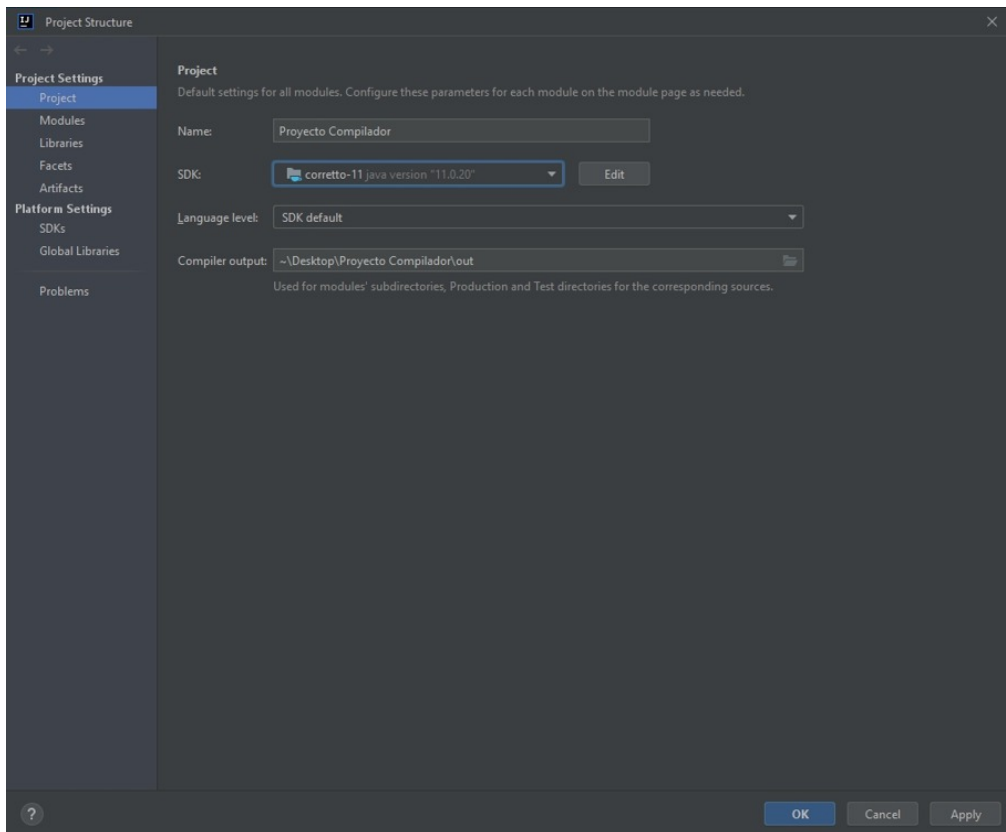 IJ
Project Structure
Project Settings
Project
Modules
Libraries
Facets
Artifacts
Platform Settings
SDKs
Global Libraries
Problems
Project
Default settings for all modules. Configure these parameters for each module on the module page as needed.
Name: Proyecto Compilador
SDK: corretto-11 java version "11.0.20" Edit
Language level: SDK default
Compiler output: ~\Desktop\Proyecto Compilador\out
Used for modules' subdirectories, Production and Test directories for the corresponding sources.
? OK Cancel Apply